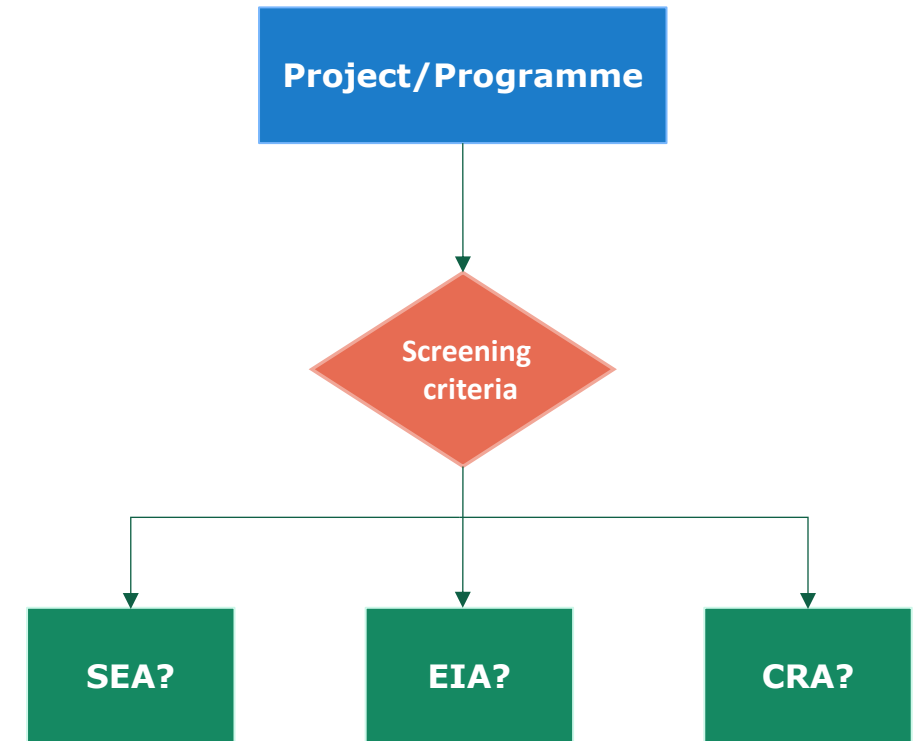 Project/Programme
Screening
criteria
SEA?
EIA?
CRA?